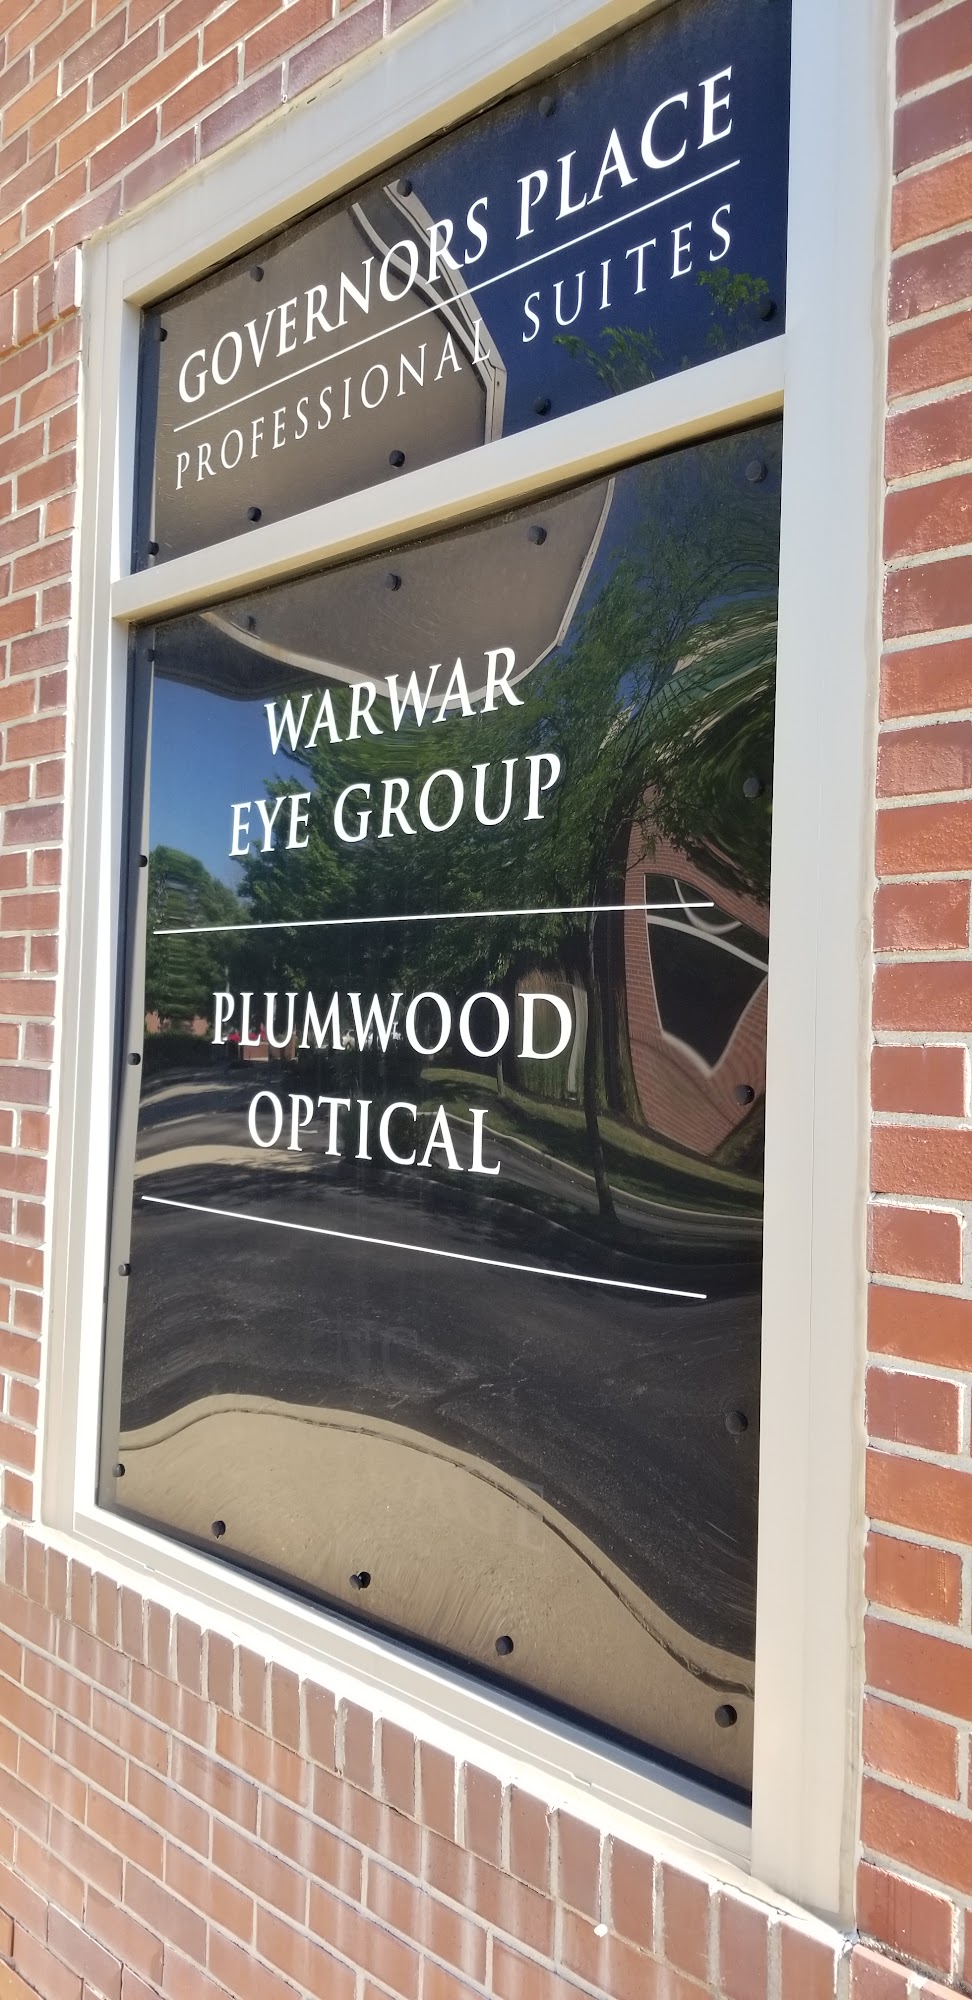 GOVERNORS PLACE
PROFESSIONAL SUITES
WARWAR
EYE GROUP
PLUMWOOD
OPTICAL